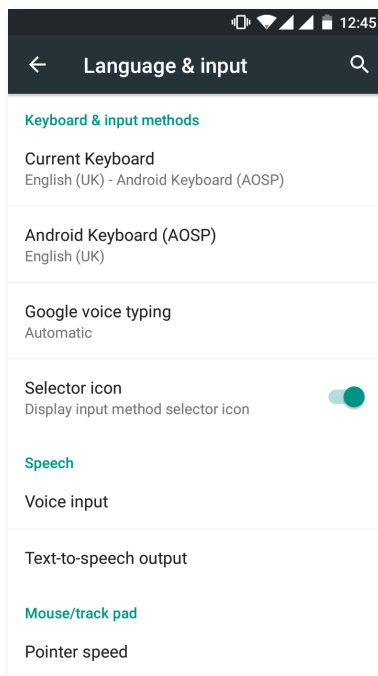 12:45
Language & input
Keyboard & input methods
Current Keyboard
English (UK) - Android Keyboard (AOSP)
Android Keyboard (AOSP)
English (UK)
Google voice typing
Automatic
Selector icon
Display input method selector icon
Speech
Voice input
Text-to-speech output
Mouse/track pad
Pointer speed